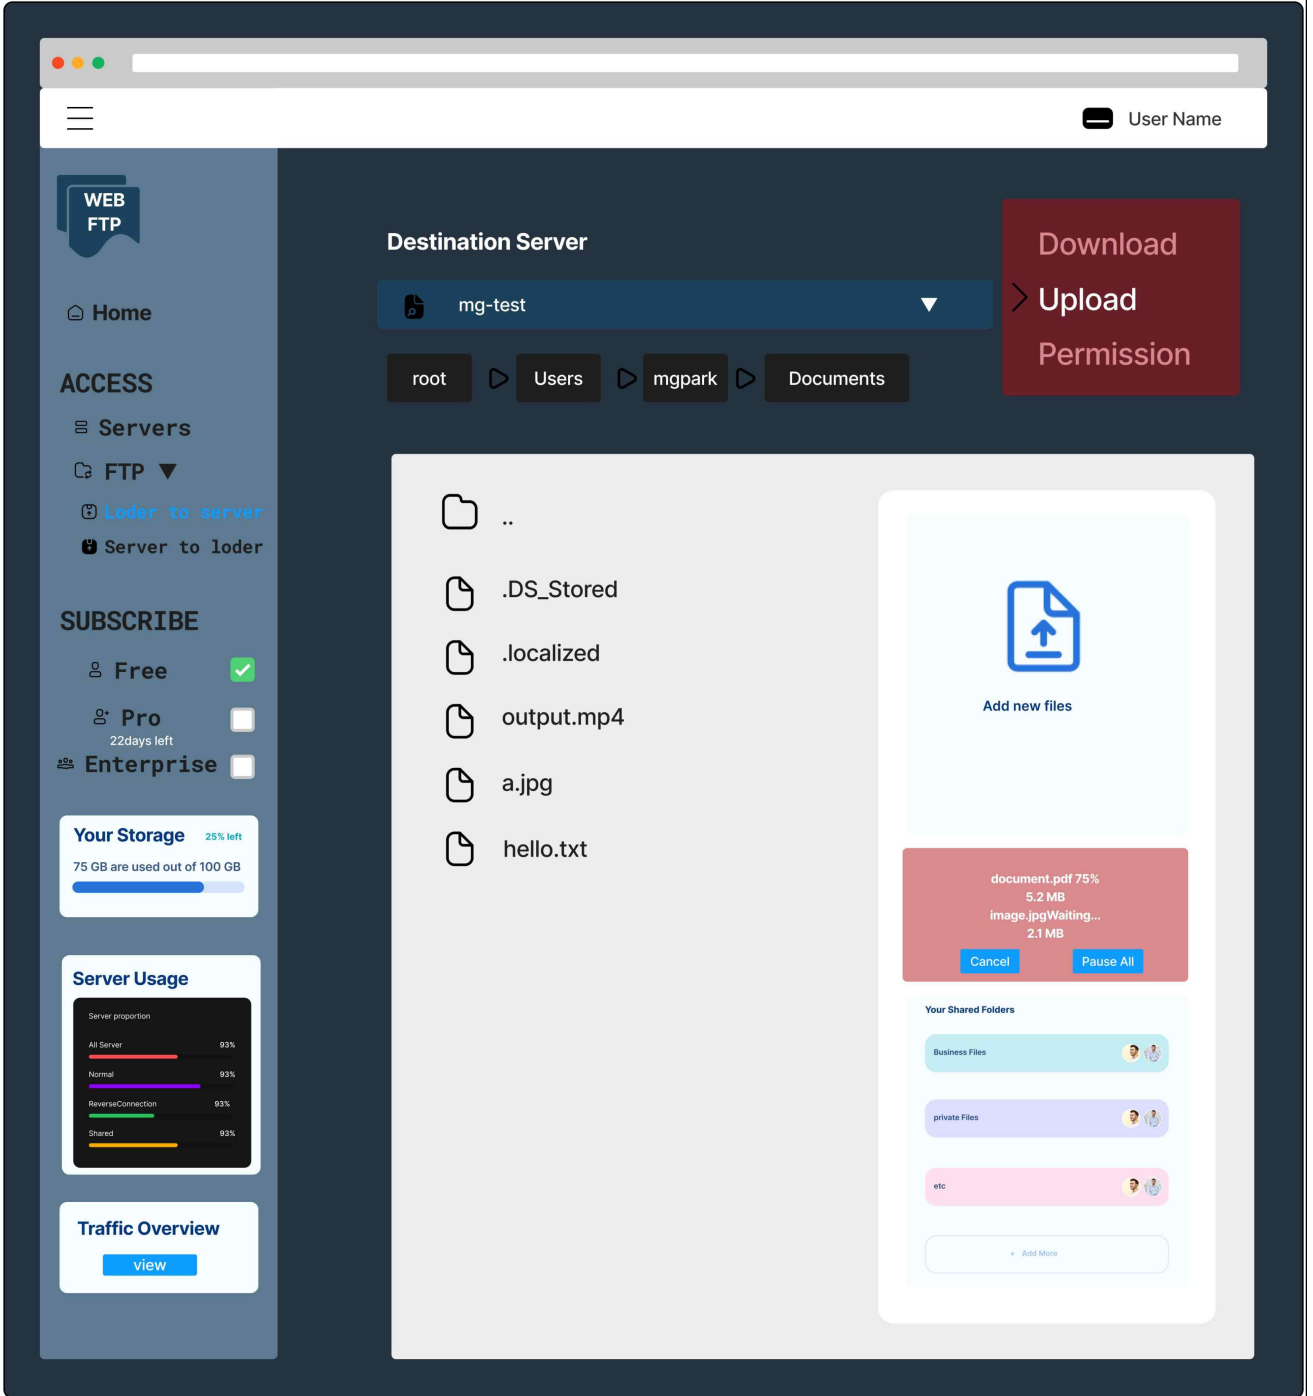 User Name
WEB
FTP
Home
ACCESS
Servers
FTP ▼
Loder to server
Server to loder
SUBSCRIBE
Free
Pro
22days left
Enterprise
Your Storage 25% left
75 GB are used out of 100 GB
Server Usage
Server proportion
All Server 93%
Normal 93%
ReverseConnection 93%
Shared 93%
Traffic Overview
view
Destination Server
mg-test ▼
root Users mgpark Documents
Download
Upload
Permission
..
.DS_Stored
.localized
output.mp4
a.jpg
hello.txt
Add new files
document.pdf 75%
5.2 MB
image.jpgWaiting...
2.1 MB
Cancel Pause All
Your Shared Folders
Business Files
private Files
etc
+ Add More